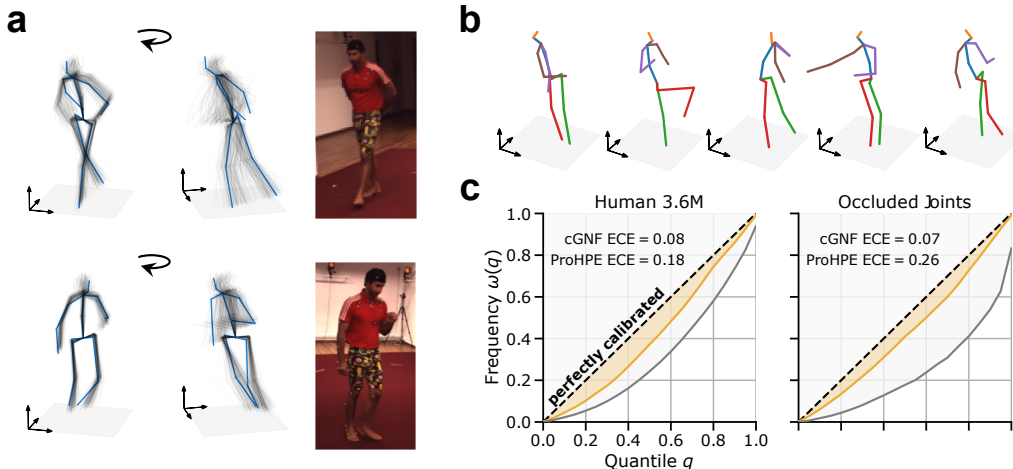 a
b
c
Human 3.6M
1.0
0.8
0.6
0.4
0.2
0.0
Frequency ω(q)
cGNF ECE = 0.08
ProHPE ECE = 0.18
perfectly calibrated
0.0 0.2 0.4 0.6 0.8 1.0
Quantile q
Occluded Joints
cGNF ECE = 0.07
ProHPE ECE = 0.26